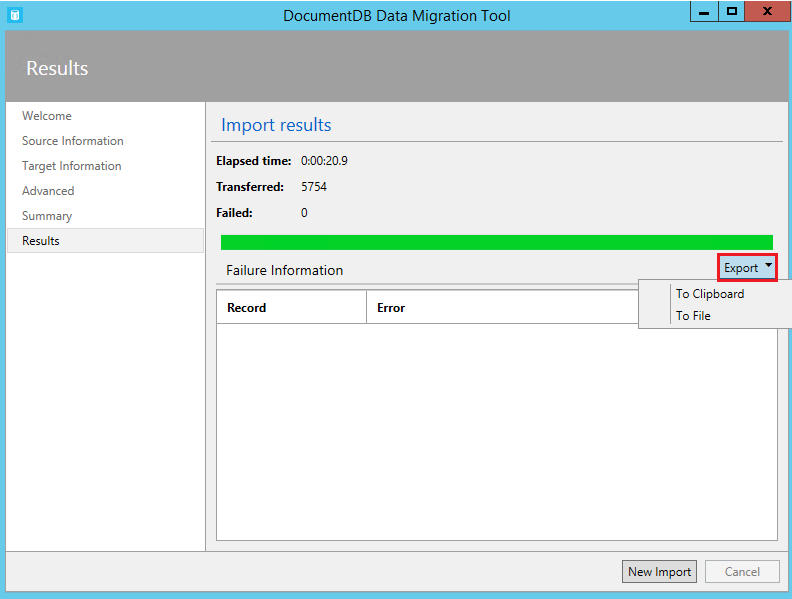 DocumentDB Data Migration Tool
Results
Welcome
Source Information
Target Information
Advanced
Summary
Results
Import results
Elapsed time: 0:00:20.9
Transferred: 5754
Failed: 0
Failure Information
Export
To Clipboard
To File
Record Error
New Import Cancel